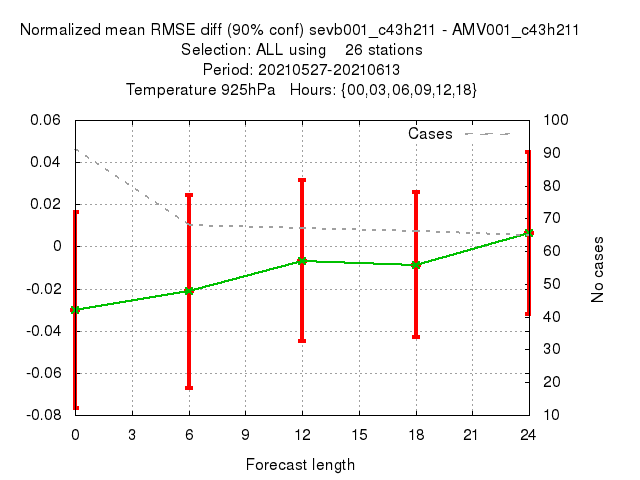 Normalized mean RMSE diff (90% conf) sevb001_c43h211 - AMV001_c43h211
Selection: ALL using    26 stations
Period: 20210527-20210613
Temperature 925hPa   Hours: {00,03,06,09,12,18}
Cases
0.06
0.04
0.02
0
-0.02
-0.04
-0.06
-0.08
100
90
80
70
60
50
40
30
20
10
No cases
0 3 6 9 12 15 18 21 24
Forecast length